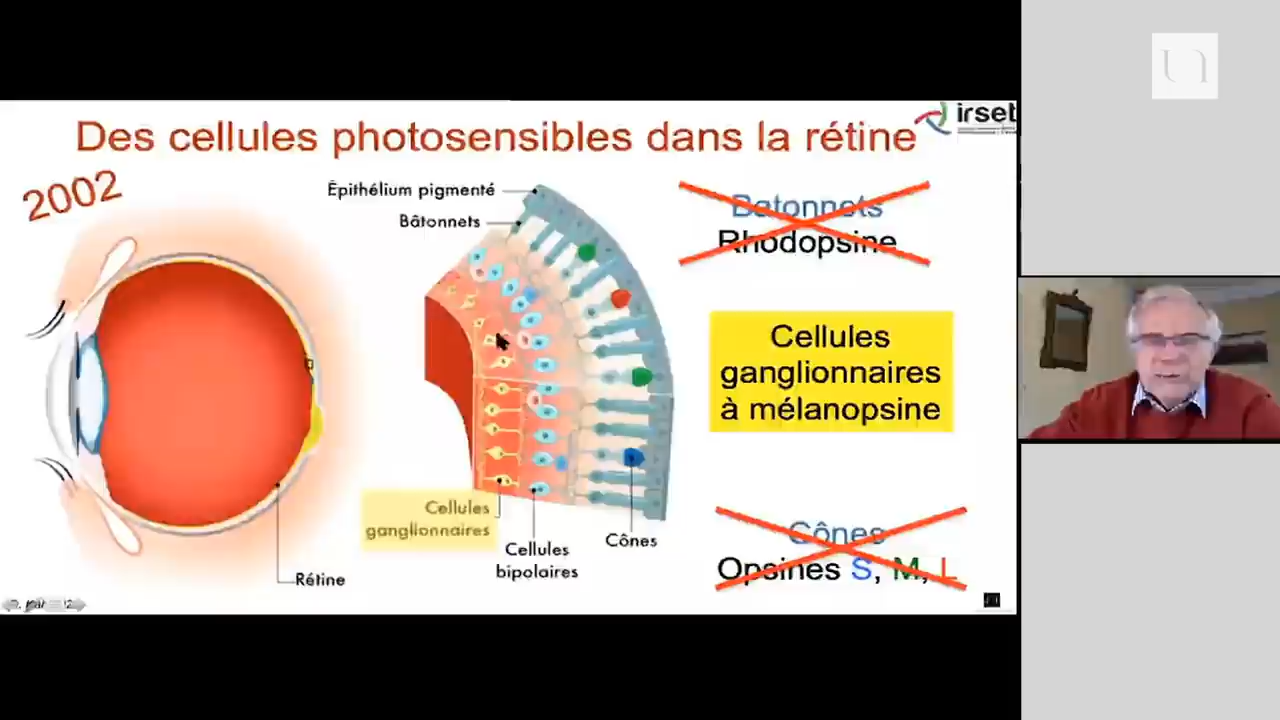 Des cellules photosensibles dans la rétine
irset
2002
Épithélium pigmenté
Bâtonnets
Batonnets
Rhodopsine
Cellules
ganglionnaires
à mélanopsine
Cellules
ganglionnaires
Cellules
bipolaires
Cônes
Rétine
Cônes
Opsines S, M, L